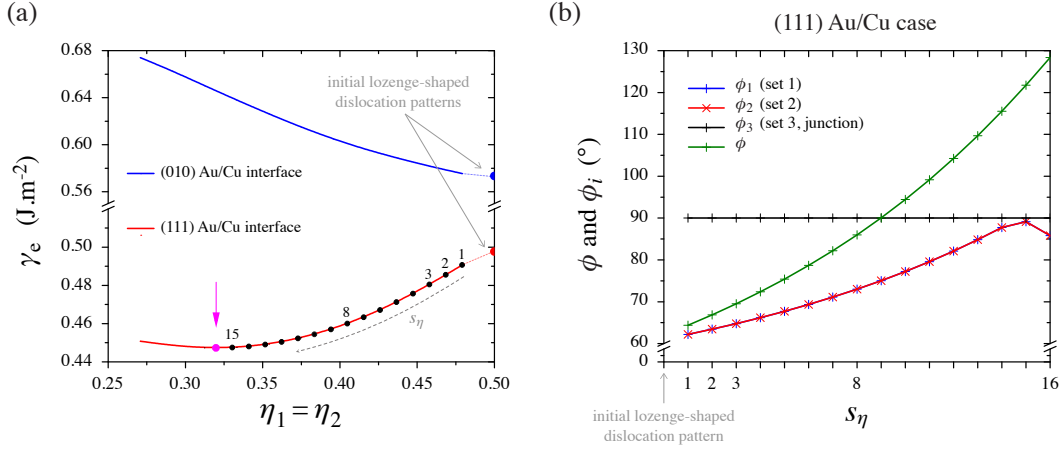 (a)
0.68
0.64
0.60
0.56
0.50
0.48
0.46
0.44
γe (J.m-2)
initial lozenge-shaped
dislocation patterns
(010) Au/Cu interface
(111) Au/Cu interface
1
2
3
8
15
sη
0.25 0.30 0.35 0.40 0.45 0.50
η1 = η2
(b)
(111) Au/Cu case
130
120
110
100
90
80
70
60
0
ϕ and ϕi (°)
ϕ1 (set 1)
ϕ2 (set 2)
ϕ3 (set 3, junction)
ϕ
1 2 3 8 16
initial lozenge-shaped
dislocation pattern
sη